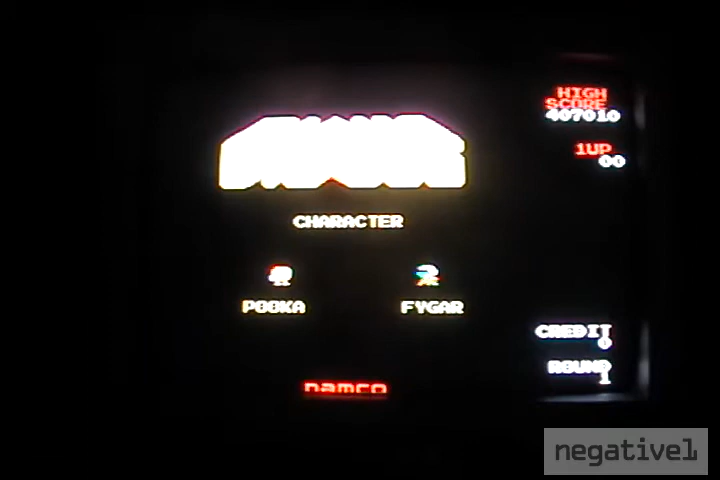 HIGH
SCORE
407010
1UP
00
CHARACTER
POOKA FYGAR
CREDIT
0
ROUND
1
namco
negative1